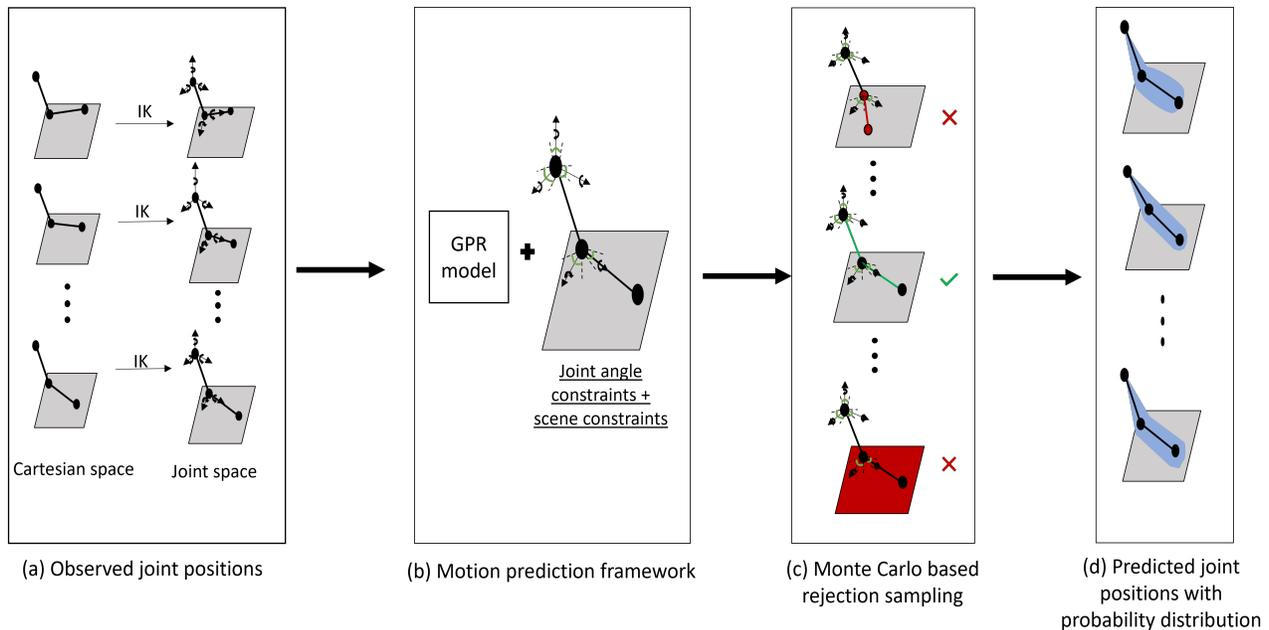 IK
IK
IK
Cartesian space
Joint space
(a) Observed joint positions
GPR
model
Joint angle
constraints +
scene constraints
(b) Motion prediction framework
(c) Monte Carlo based
rejection sampling
(d) Predicted joint
positions with
probability distribution